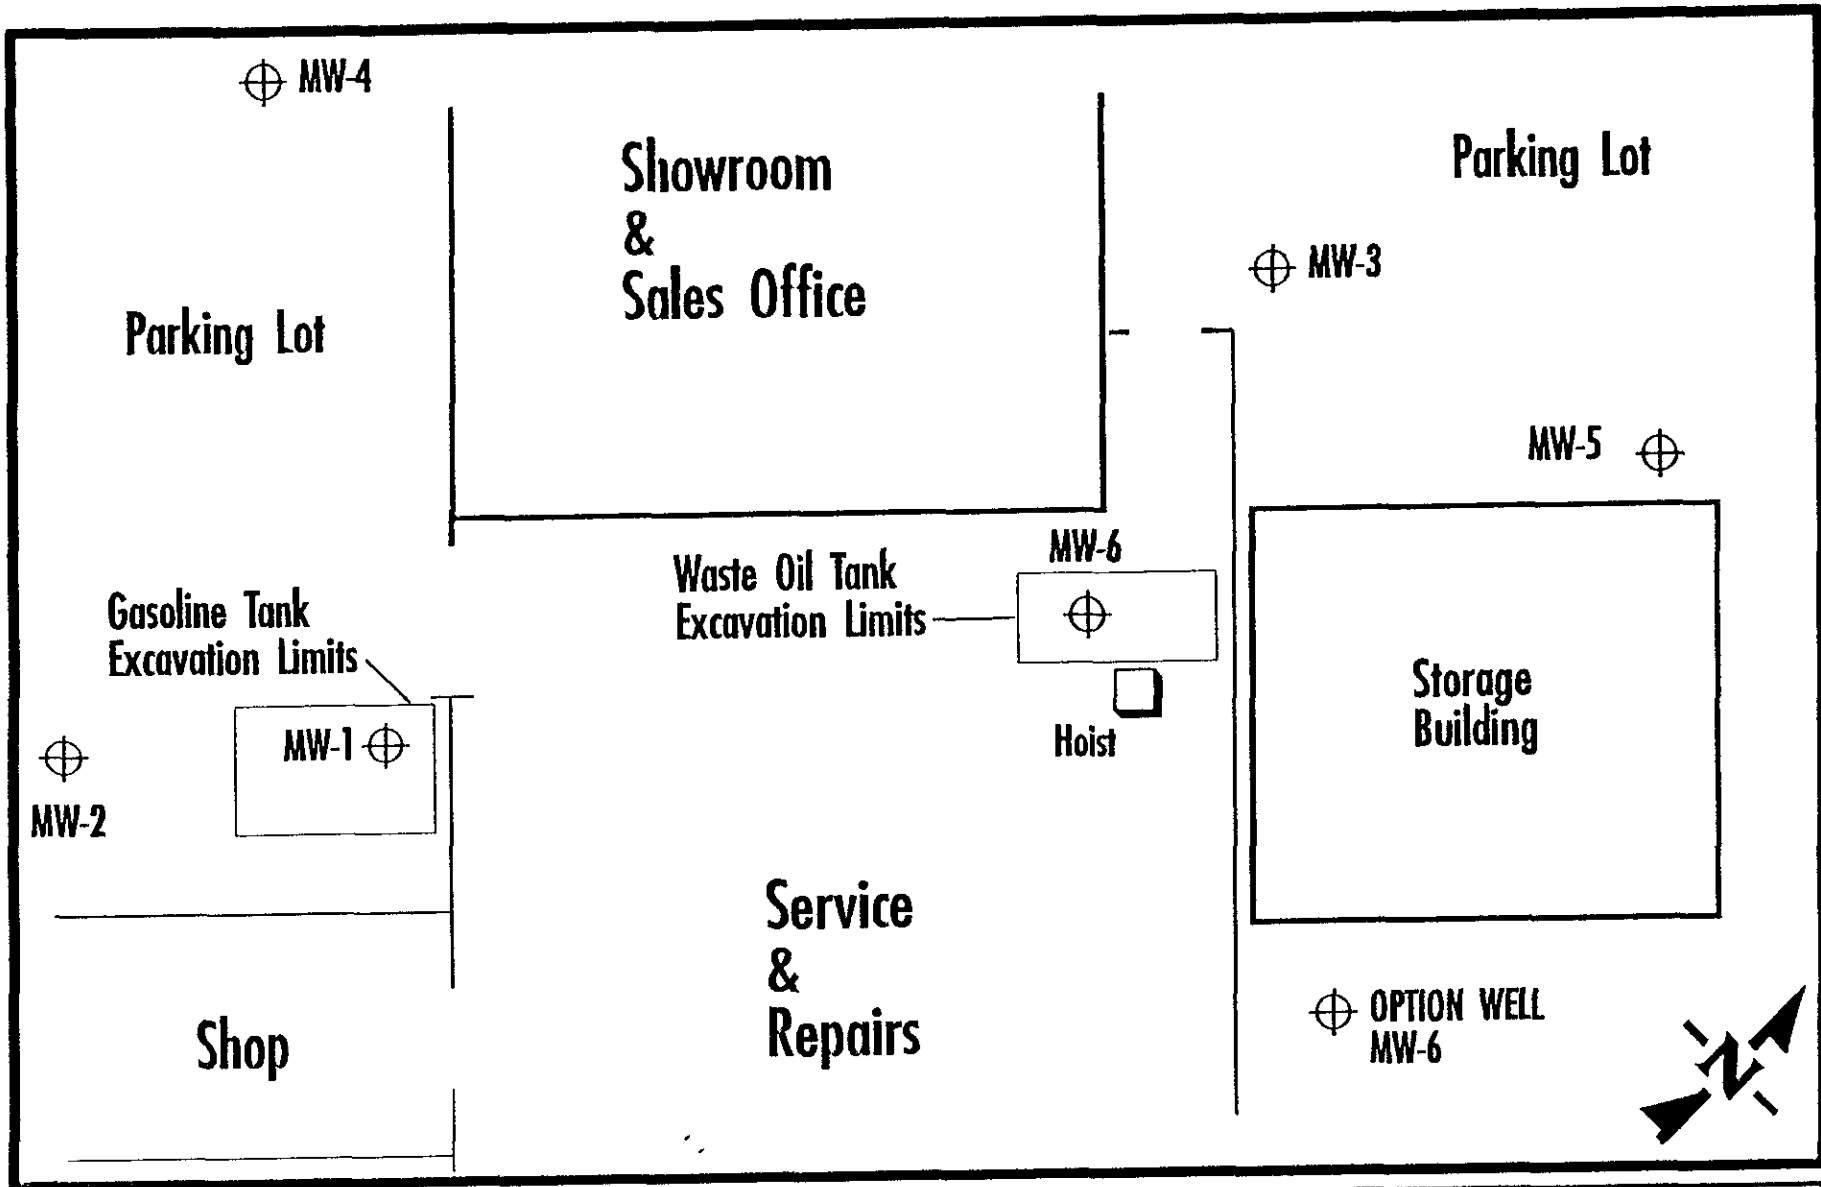 MW-4
Showroom
&
Sales Office
Parking Lot
MW-3
Parking Lot
MW-5
MW-6
Waste Oil Tank
Excavation Limits
Gasoline Tank
Excavation Limits
MW-1
MW-2
Hoist
Storage
Building
Service
&
Repairs
Shop
OPTION WELL
MW-6
N